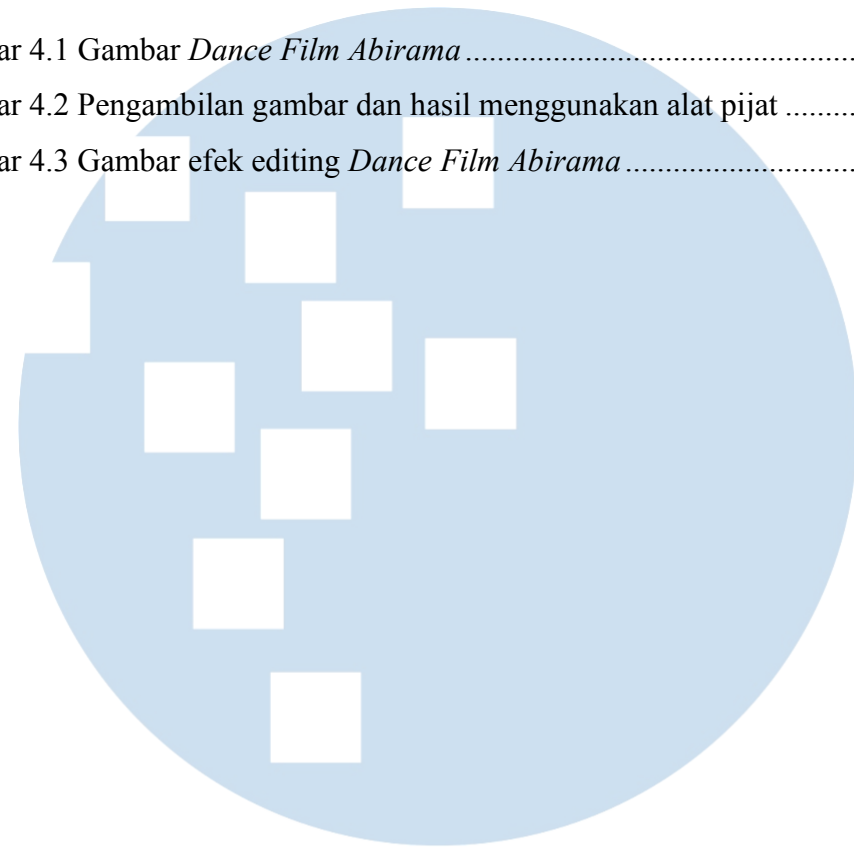 ar 4.1 Gambar Dance Film Abirama ........................................................
ar 4.2 Pengambilan gambar dan hasil menggunakan alat pijat .........
ar 4.3 Gambar efek editing Dance Film Abirama .............................